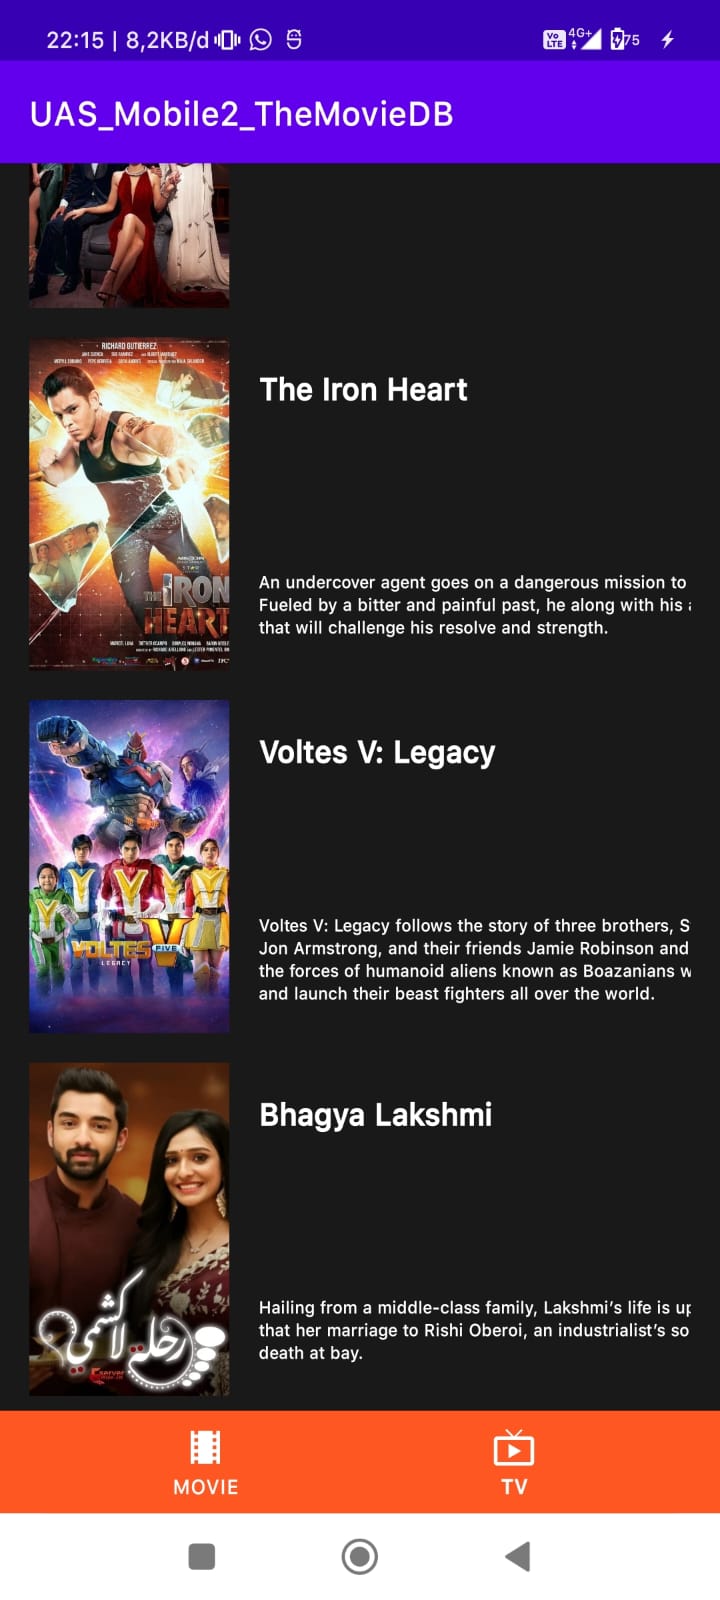 22:15 | 8,2KB/d
Vo LTE 4G+ 75
UAS_Mobile2_TheMovieDB
RICHARD GUTIERREZ
THE IRON
HEART
The Iron Heart
An undercover agent goes on a dangerous mission to
Fueled by a bitter and painful past, he along with his
that will challenge his resolve and strength.
VOLTES V
FIVE
LEGACY
Voltes V: Legacy
Voltes V: Legacy follows the story of three brothers, S
Jon Armstrong, and their friends Jamie Robinson and
the forces of humanoid aliens known as Boazanians w
and launch their beast fighters all over the world.
رحلة لاكشمي
Bhagya Lakshmi
Hailing from a middle-class family, Lakshmi's life is up
that her marriage to Rishi Oberoi, an industrialist's so
death at bay.
MOVIE
TV